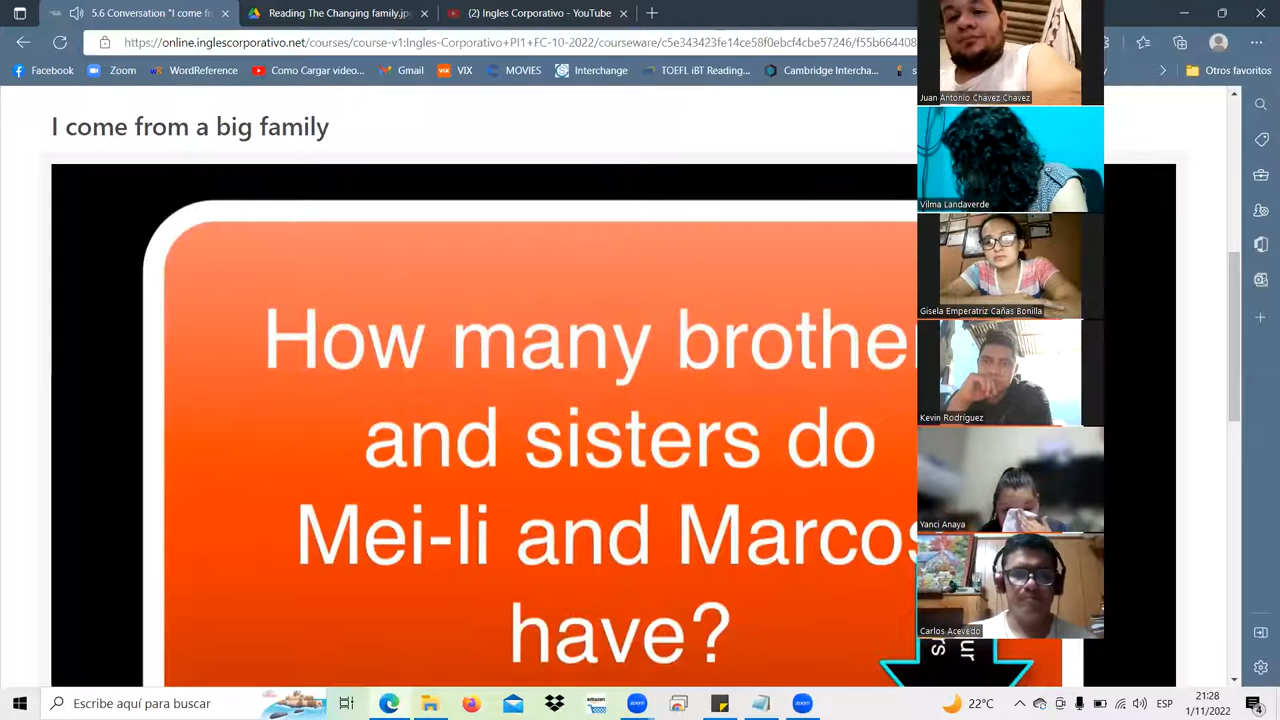 5.6 Conversation "I come fr
Reading The Changing family.jp
(2) Ingles Corporativo - YouTube
https://online.inglescorporativo.net/courses/course-v1:Ingles-Corporativo+PI1+FC-10-2022/courseware/c5e343423fe14ce58f0ebcf4cbe57246/f55b664408
Facebook
Zoom
WordReference
Como Cargar video...
Gmail
VIX
MOVIES
Interchange
TOEFL iBT Reading...
Cambridge Intercha...
Otros favoritos
I come from a big family
How many brothe
and sisters do
Mei-li and Marcos
have?
Juan Antonio Chávez Chavez
Vilma Landaverde
Gisela Emperatriz Cañas Bonilla
Kevin Rodríguez
Yanci Anaya
Carlos Acevedo
Escribe aquí para buscar
22°C
ESP
21:28
1/11/2022
4